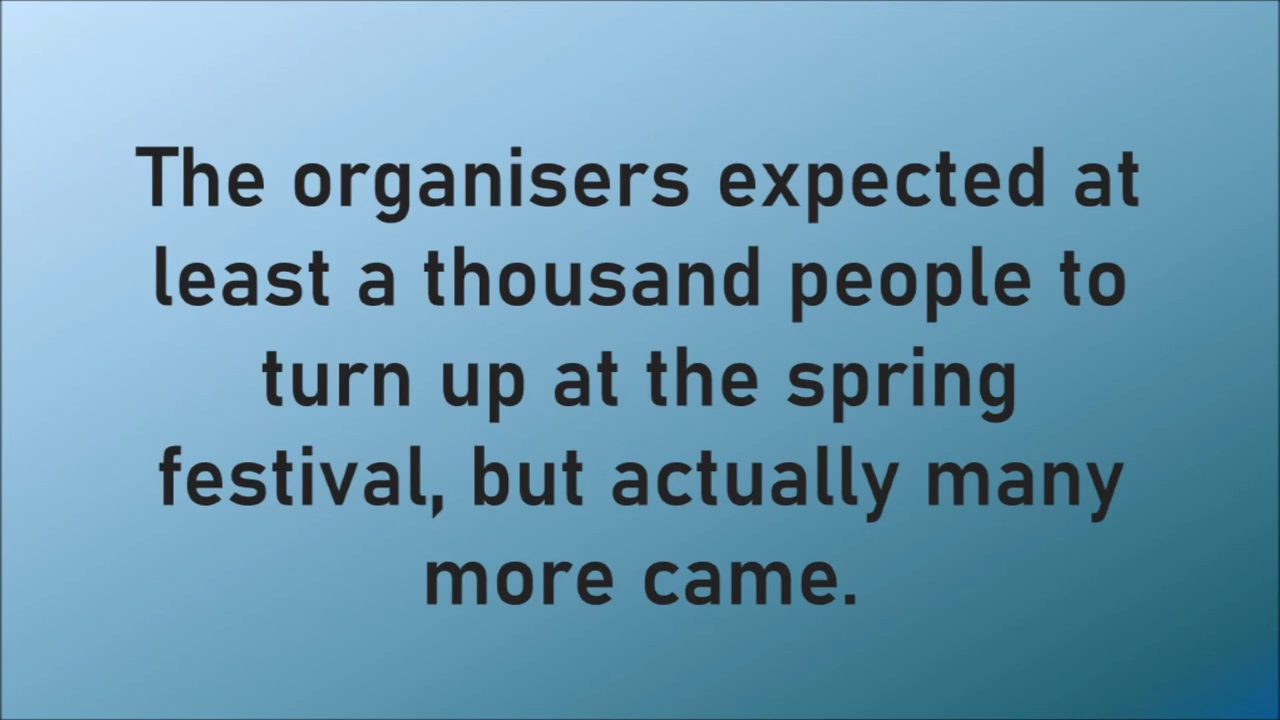 The organisers expected at
least a thousand people to
turn up at the spring
festival, but actually many
more came.